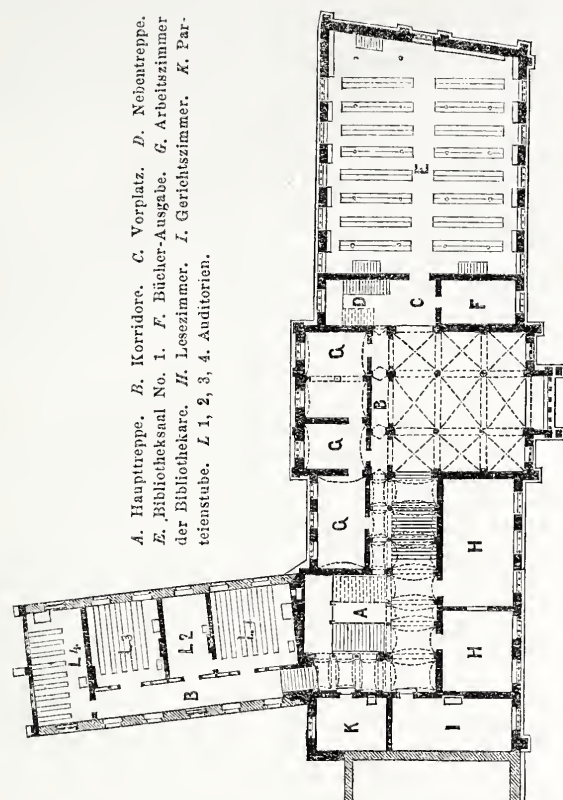 A. Haupttreppe. B. Korridore. C. Vorplatz. D. Nebentreppe.
E. Bibliotheksaal No. 1. F. Bücher-Ausgabe. G. Arbeitszimmer
der Bibliothekare. H. Lesezimmer. I. Gerichtszimmer. K. Par-
teienstube. L 1, 2, 3, 4. Auditorien.
L4
L3
L2
L1
B
K
I
A
H
H
G
G
G
B
D
C
F
E